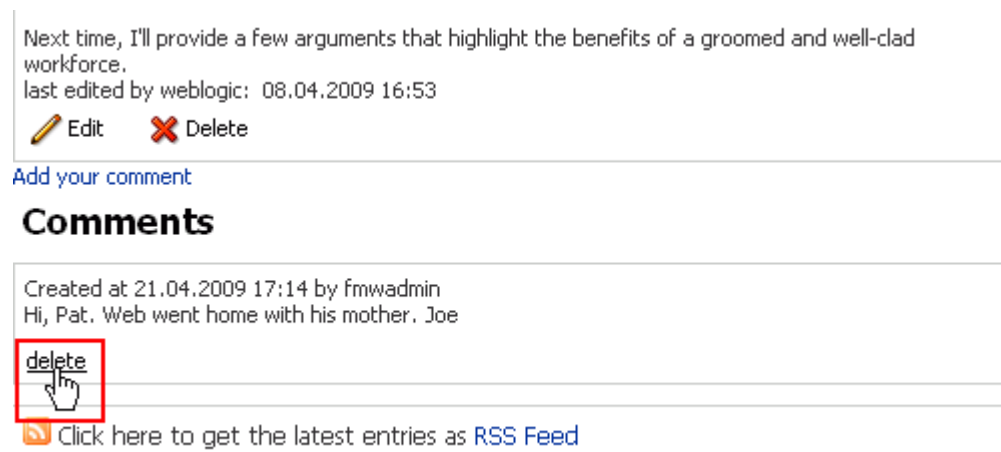 Next time, I'll provide a few arguments that highlight the benefits of a groomed and well-clad
workforce.
last edited by weblogic:  08.04.2009 16:53
Edit Delete
Add your comment
Comments
Created at 21.04.2009 17:14 by fmwadmin
Hi, Pat. Web went home with his mother. Joe
delete
Click here to get the latest entries as RSS Feed